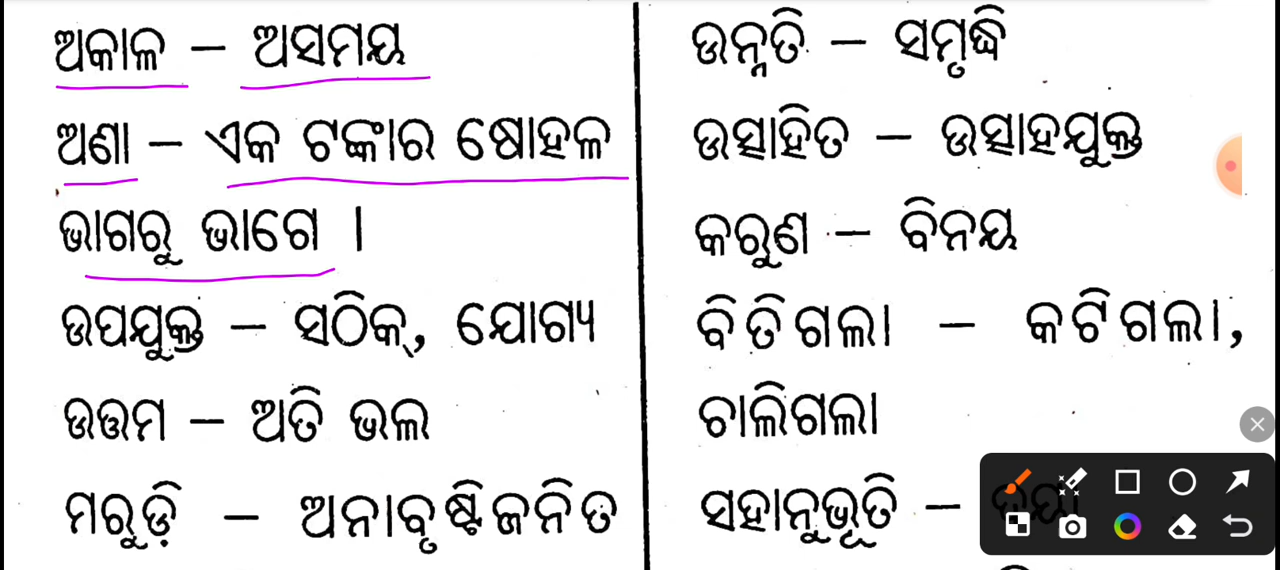 ଅକାଳ – ଅସମୟ
ଅଣା – ଏକ ଟଙ୍କାର ଷୋହଳ
ଭାଗରୁ ଭାଗେ ।
ଉପଯୁକ୍ତ – ସଠିକ୍, ଯୋଗ୍ୟ
ଉତ୍ତମ – ଅତି ଭଲ
ମରୁଡ଼ି – ଅନାବୃଷ୍ଟିଜନିତ
ଉନ୍ନତି – ସମୃଦ୍ଧି
ଉତ୍ସାହିତ – ଉତ୍ସାହଯୁକ୍ତ
କରୁଣ – ବିନୟ
ବିତିଗଲା – କଟିଗଲା,
ଚାଲିଗଲା
ସହାନୁଭୂତି –